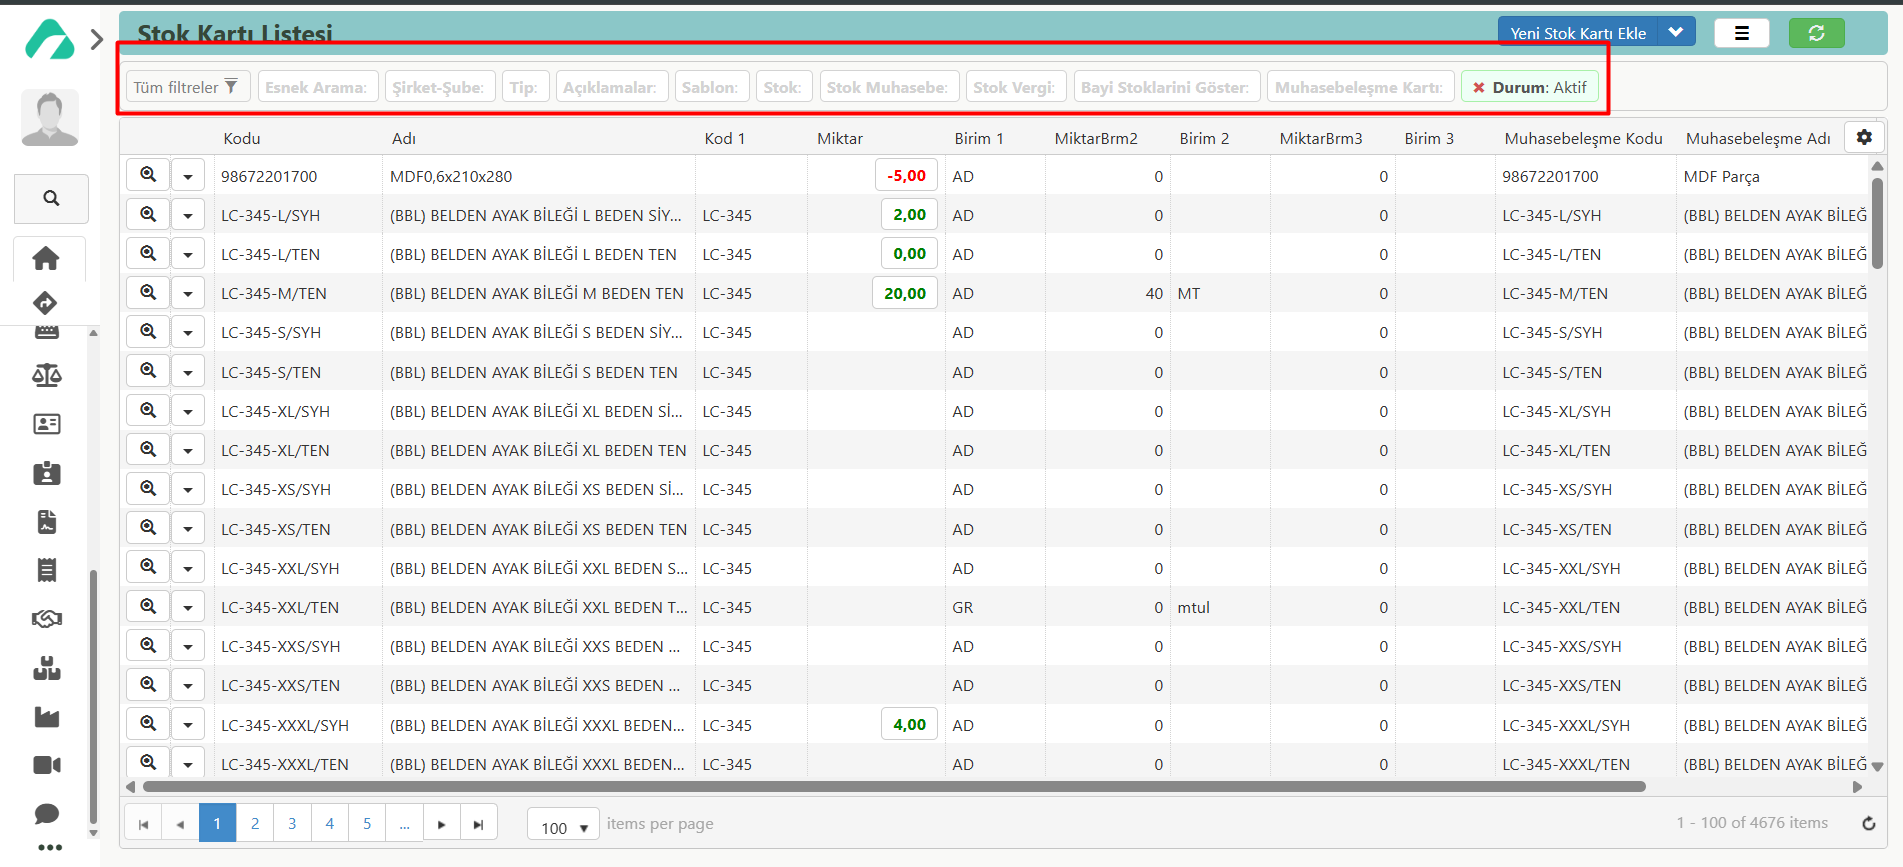 Stok Kartı Listesi
Yeni Stok Kartı Ekle
Tüm filtreler Esnek Arama: Şirket-Şube: Tip: Açıklamalar: Sablon: Stok: Stok Muhasebe: Stok Vergi: Bayi Stoklarini Göster: Muhasebeleşme Kartı: Durum: Aktif
Kodu Adı Kod 1 Miktar Birim 1 MiktarBrm2 Birim 2 MiktarBrm3 Birim 3 Muhasebeleşme Kodu Muhasebeleşme Adı
98672201700 MDF0,6x210x280 -5,00 AD 0 0 98672201700 MDF Parça
LC-345-L/SYH (BBL) BELDEN AYAK BİLEĞİ L BEDEN SİY... LC-345 2,00 AD 0 0 LC-345-L/SYH (BBL) BELDEN AYAK BİLEĞ
LC-345-L/TEN (BBL) BELDEN AYAK BİLEĞİ L BEDEN TEN LC-345 0,00 AD 0 0 LC-345-L/TEN (BBL) BELDEN AYAK BİLEĞ
LC-345-M/TEN (BBL) BELDEN AYAK BİLEĞİ M BEDEN TEN LC-345 20,00 AD 40 MT 0 LC-345-M/TEN (BBL) BELDEN AYAK BİLEĞ
LC-345-S/SYH (BBL) BELDEN AYAK BİLEĞİ S BEDEN SİY... LC-345 AD 0 0 LC-345-S/SYH (BBL) BELDEN AYAK BİLEĞ
LC-345-S/TEN (BBL) BELDEN AYAK BİLEĞİ S BEDEN TEN LC-345 AD 0 0 LC-345-S/TEN (BBL) BELDEN AYAK BİLEĞ
LC-345-XL/SYH (BBL) BELDEN AYAK BİLEĞİ XL BEDEN Sİ... LC-345 AD 0 0 LC-345-XL/SYH (BBL) BELDEN AYAK BİLEĞ
LC-345-XL/TEN (BBL) BELDEN AYAK BİLEĞİ XL BEDEN TEN LC-345 AD 0 0 LC-345-XL/TEN (BBL) BELDEN AYAK BİLEĞ
LC-345-XS/SYH (BBL) BELDEN AYAK BİLEĞİ XS BEDEN Sİ... LC-345 AD 0 0 LC-345-XS/SYH (BBL) BELDEN AYAK BİLEĞ
LC-345-XS/TEN (BBL) BELDEN AYAK BİLEĞİ XS BEDEN TEN LC-345 AD 0 0 LC-345-XS/TEN (BBL) BELDEN AYAK BİLEĞ
LC-345-XXL/SYH (BBL) BELDEN AYAK BİLEĞİ XXL BEDEN S... LC-345 AD 0 0 LC-345-XXL/SYH (BBL) BELDEN AYAK BİLEĞ
LC-345-XXL/TEN (BBL) BELDEN AYAK BİLEĞİ XXL BEDEN T... LC-345 GR 0 mtul 0 LC-345-XXL/TEN (BBL) BELDEN AYAK BİLEĞ
LC-345-XXS/SYH (BBL) BELDEN AYAK BİLEĞİ XXS BEDEN ... LC-345 AD 0 0 LC-345-XXS/SYH (BBL) BELDEN AYAK BİLEĞ
LC-345-XXS/TEN (BBL) BELDEN AYAK BİLEĞİ XXS BEDEN ... LC-345 AD 0 0 LC-345-XXS/TEN (BBL) BELDEN AYAK BİLEĞ
LC-345-XXXL/SYH (BBL) BELDEN AYAK BİLEĞİ XXXL BEDEN... LC-345 4,00 AD 0 0 LC-345-XXXL/SYH (BBL) BELDEN AYAK BİLEĞ
LC-345-XXXL/TEN (BBL) BELDEN AYAK BİLEĞİ XXXL BEDEN... LC-345 AD 0 0 LC-345-XXXL/TEN (BBL) BELDEN AYAK BİLEĞ
1 2 3 4 5 ... 100 items per page 1 - 100 of 4676 items